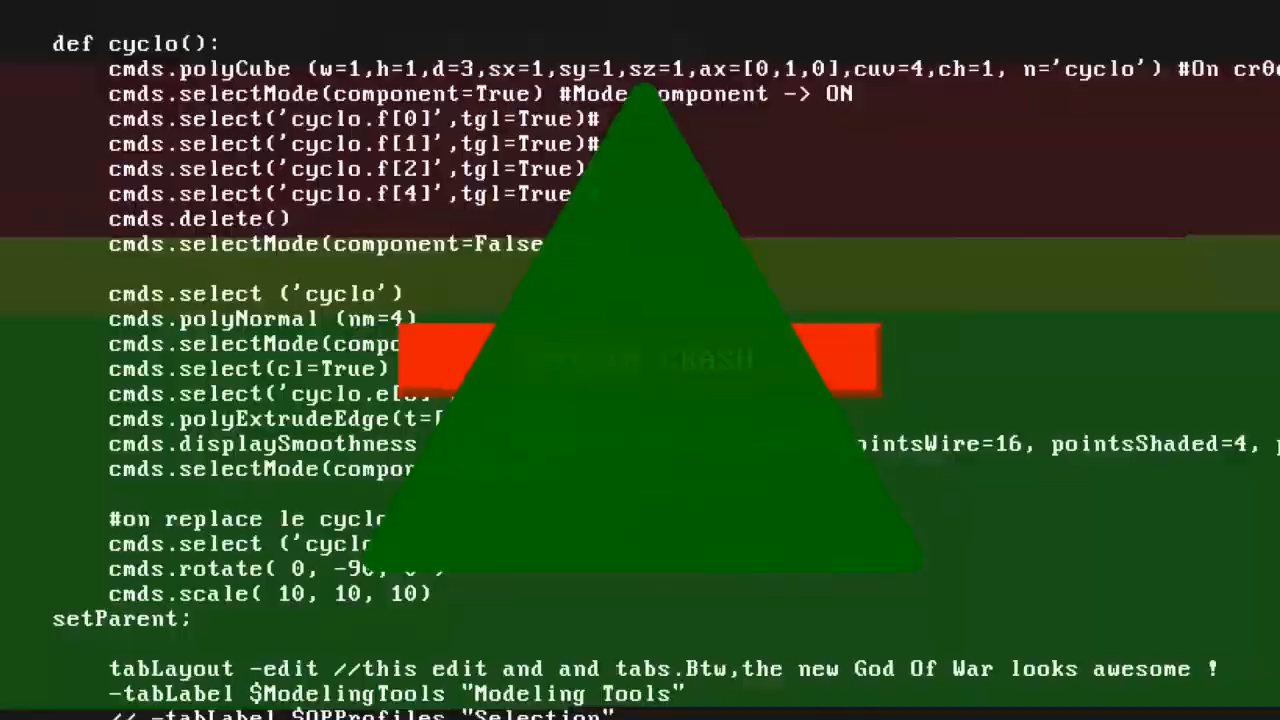 def cyclo():
cmds.polyCube (w=1,h=1,d=3,sx=1,sy=1,sz=1,ax=[0,1,0],cuv=4,ch=1, n='cyclo') #On
cmds.selectMode(component=True) #Mode component -> ON
cmds.select('cyclo.f[0]',tgl=True)#
cmds.select('cyclo.f[1]',tgl=True)#
cmds.select('cyclo.f[2]',tgl=True)
cmds.select('cyclo.f[4]',tgl=True
cmds.delete()
cmds.selectMode(component=False
cmds.select ('cyclo')
cmds.polyNormal (nm=4)
cmds.selectMode(
CRASH
cmds.select(cl=True)
cmds.select('cyclo.
cmds.polyExtrudeEdge(t=[
cmds.displaySmoothness pointsWire=16, pointsShaded=4,
cmds.selectMode(
#on replace le cyclo
cmds.select ('cyclo
cmds.rotate( 0,
cmds.scale( 10, 10, 10)
setParent;
tabLayout -edit //this edit and and tabs.Btw,the new God Of War looks awesome !
-tabLabel $ModelingTools "Modeling Tools"
// -tabLabel "Selection"